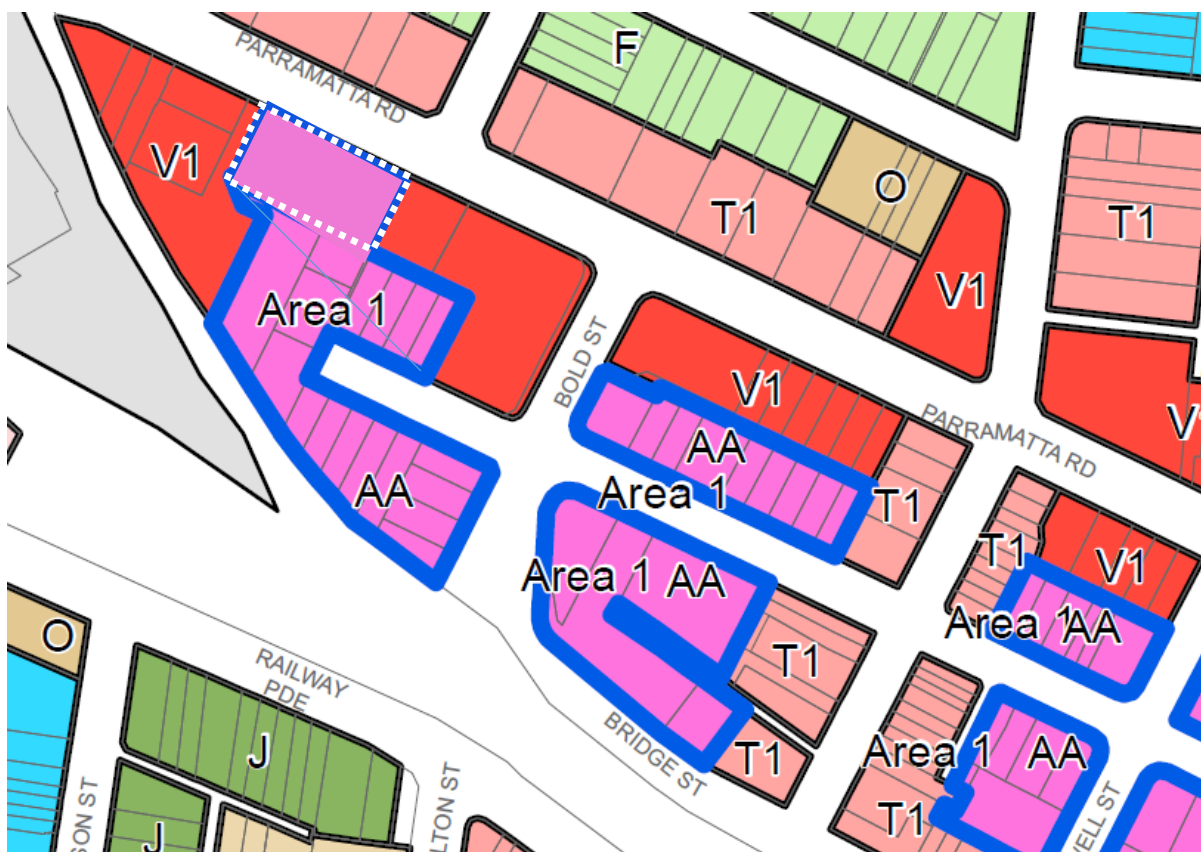 F
PARRAMATTA RD
V1
O
T1
T1
V1
Area 1
BOLD ST
V1
PARRAMATTA RD
V
AA
AA
Area 1
T1
T1
V1
Area 1
AA
Area 1
AA
O
T1
RAILWAY
PDE
BRIDGE ST
J
T1
Area 1
AA
T1
SON ST
J
LTON ST
WELL ST